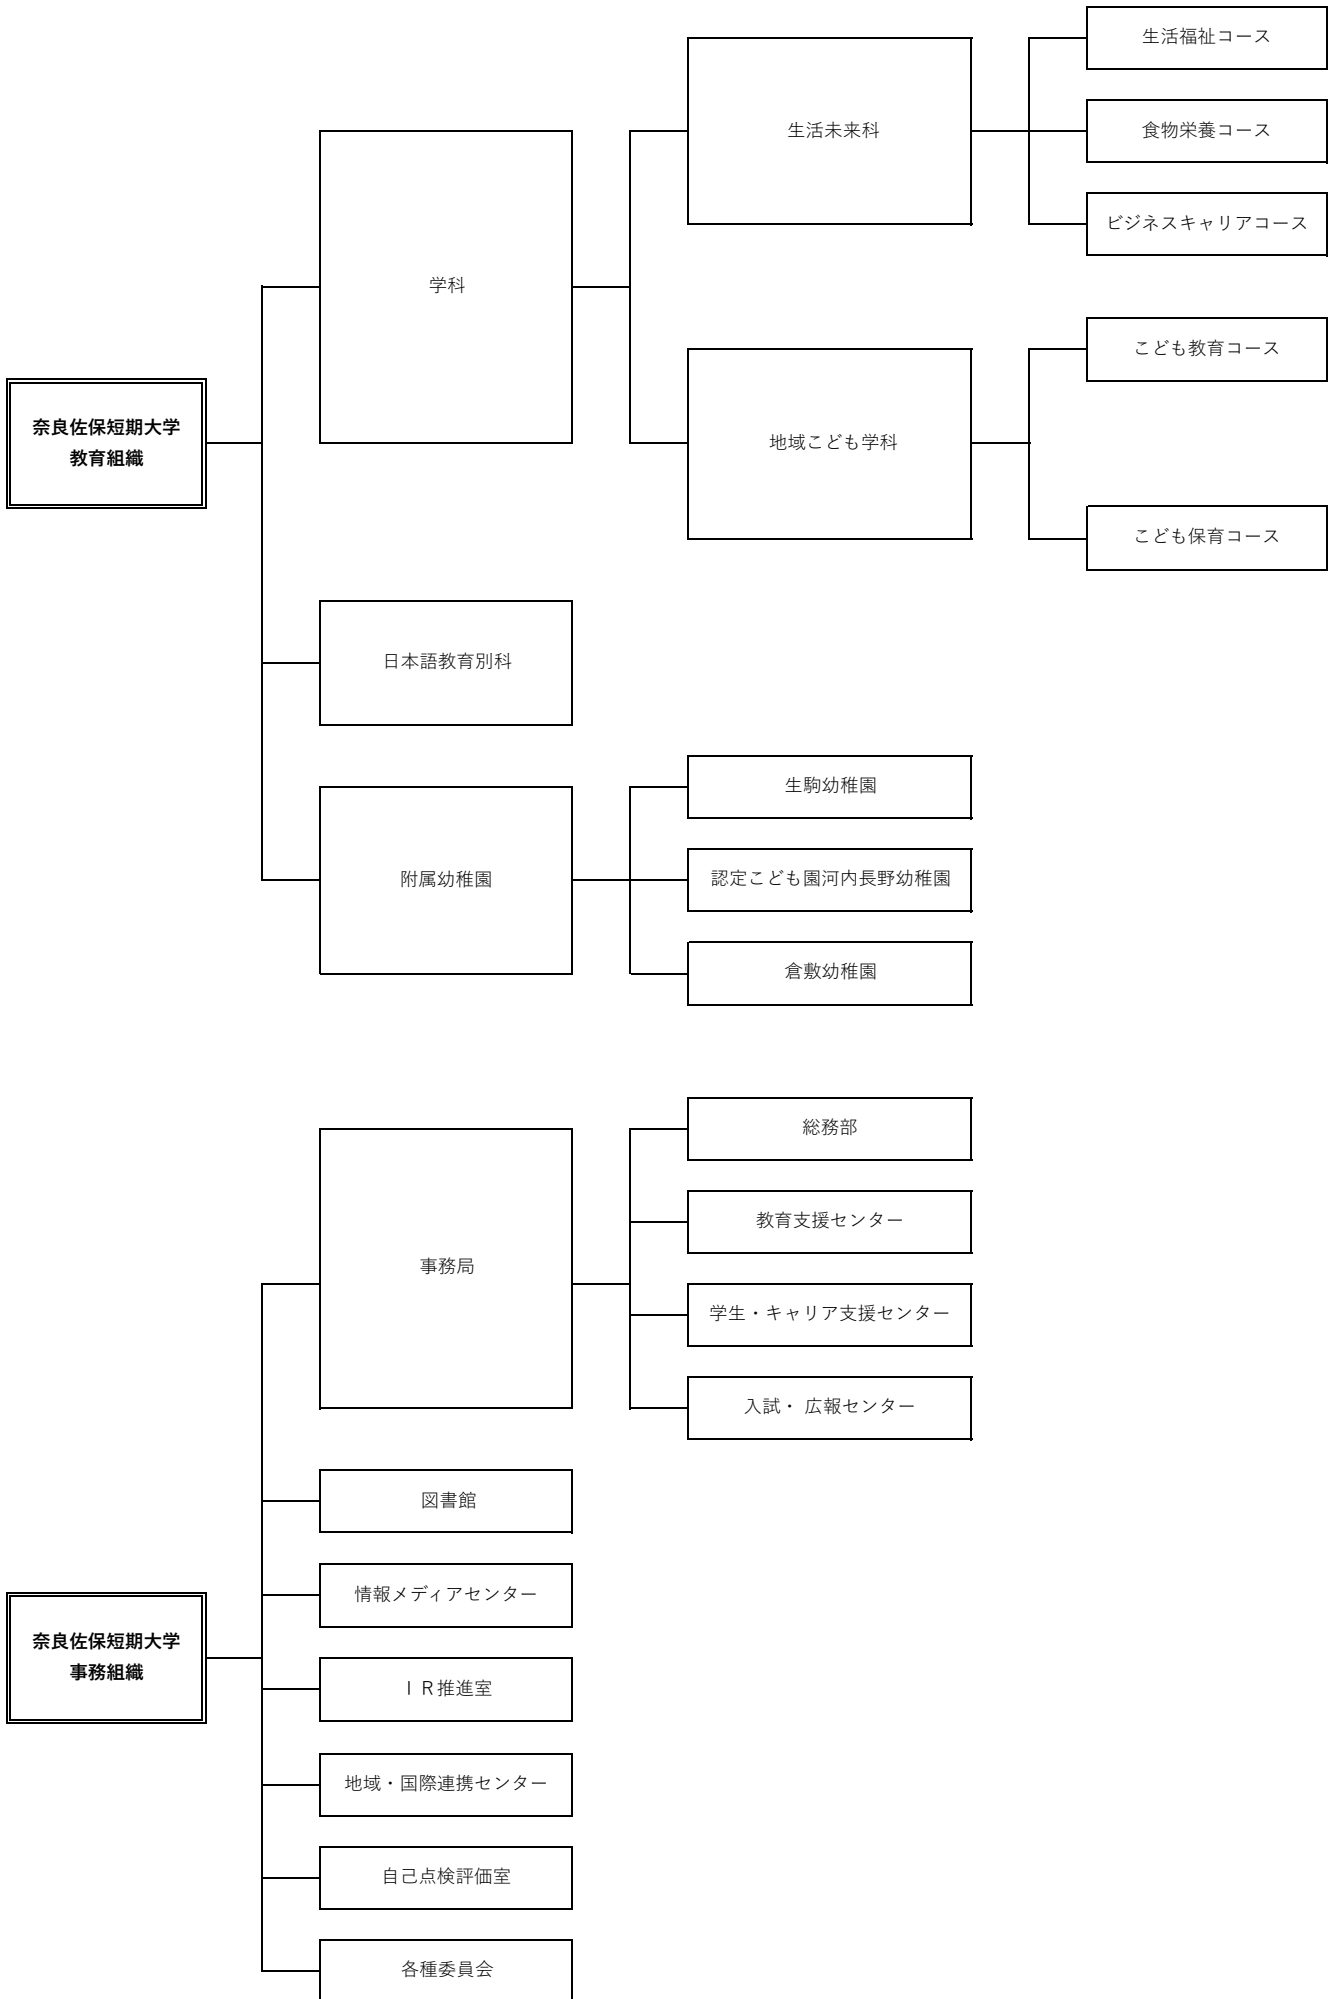 奈良佐保短期大学
教育組織
学科
生活未来科
生活福祉コース
食物栄養コース
ビジネスキャリアコース
地域こども学科
こども教育コース
こども保育コース
日本語教育別科
附属幼稚園
生駒幼稚園
認定こども園河内長野幼稚園
倉敷幼稚園
奈良佐保短期大学
事務組織
事務局
総務部
教育支援センター
学生・キャリア支援センター
入試・ 広報センター
図書館
情報メディアセンター
ＩＲ推進室
地域・国際連携センター
自己点検評価室
各種委員会